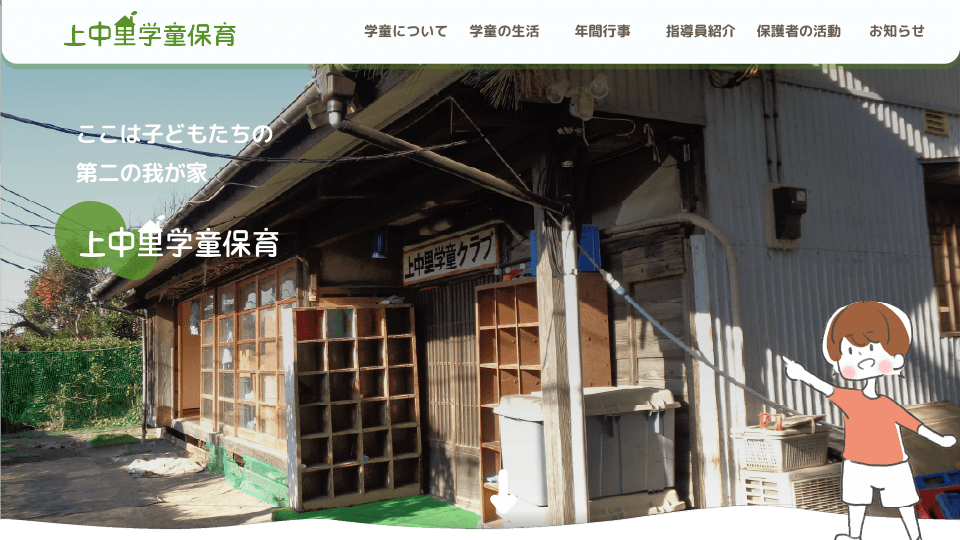 上中里学童保育
学童について
学童の生活
年間行事
指導員紹介
保護者の活動
お知らせ
ここは子どもたちの
第二の我が家
上中里学童保育
上中里学童クラブ